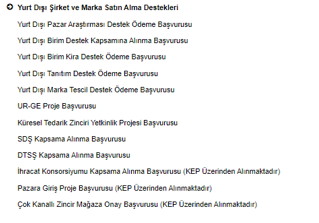 Yurt Dışı Şirket ve Marka Satın Alma Destekleri
Yurt Dışı Pazar Araştırması Destek Ödeme Başvurusu
Yurt Dışı Birim Destek Kapsamına Alınma Başvurusu
Yurt Dışı Birim Kira Destek Ödeme Başvurusu
Yurt Dışı Tanıtım Destek Ödeme Başvurusu
Yurt Dışı Marka Tescil Destek Ödeme Başvurusu
UR-GE Proje Başvurusu
Küresel Tedarik Zinciri Yetkinlik Projesi Başvurusu
SDŞ Kapsama Alınma Başvurusu
DTSŞ Kapsama Alınma Başvurusu
İhracat Konsorsiyumu Kapsama Alınma Başvurusu (KEP Üzerinden Alınmaktadır)
Pazara Giriş Proje Başvurusu (KEP Üzerinden Alınmaktadır)
Çok Kanallı Zincir Mağaza Onay Başvurusu (KEP Üzerinden Alınmaktadır)